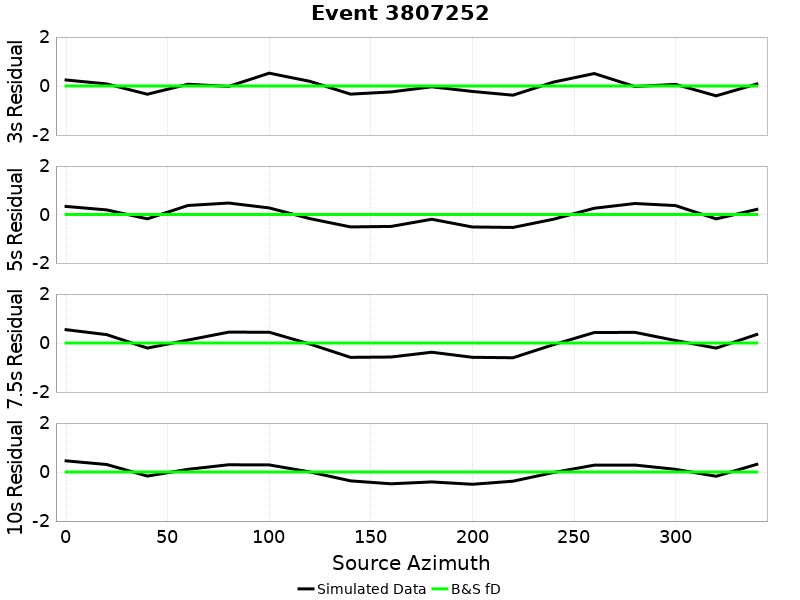 Event 3807252
3s Residual
2
0
-2
5s Residual
2
0
-2
7.5s Residual
2
0
-2
10s Residual
2
0
-2
0 50 100 150 200 250 300
Source Azimuth
Simulated Data B&S fD